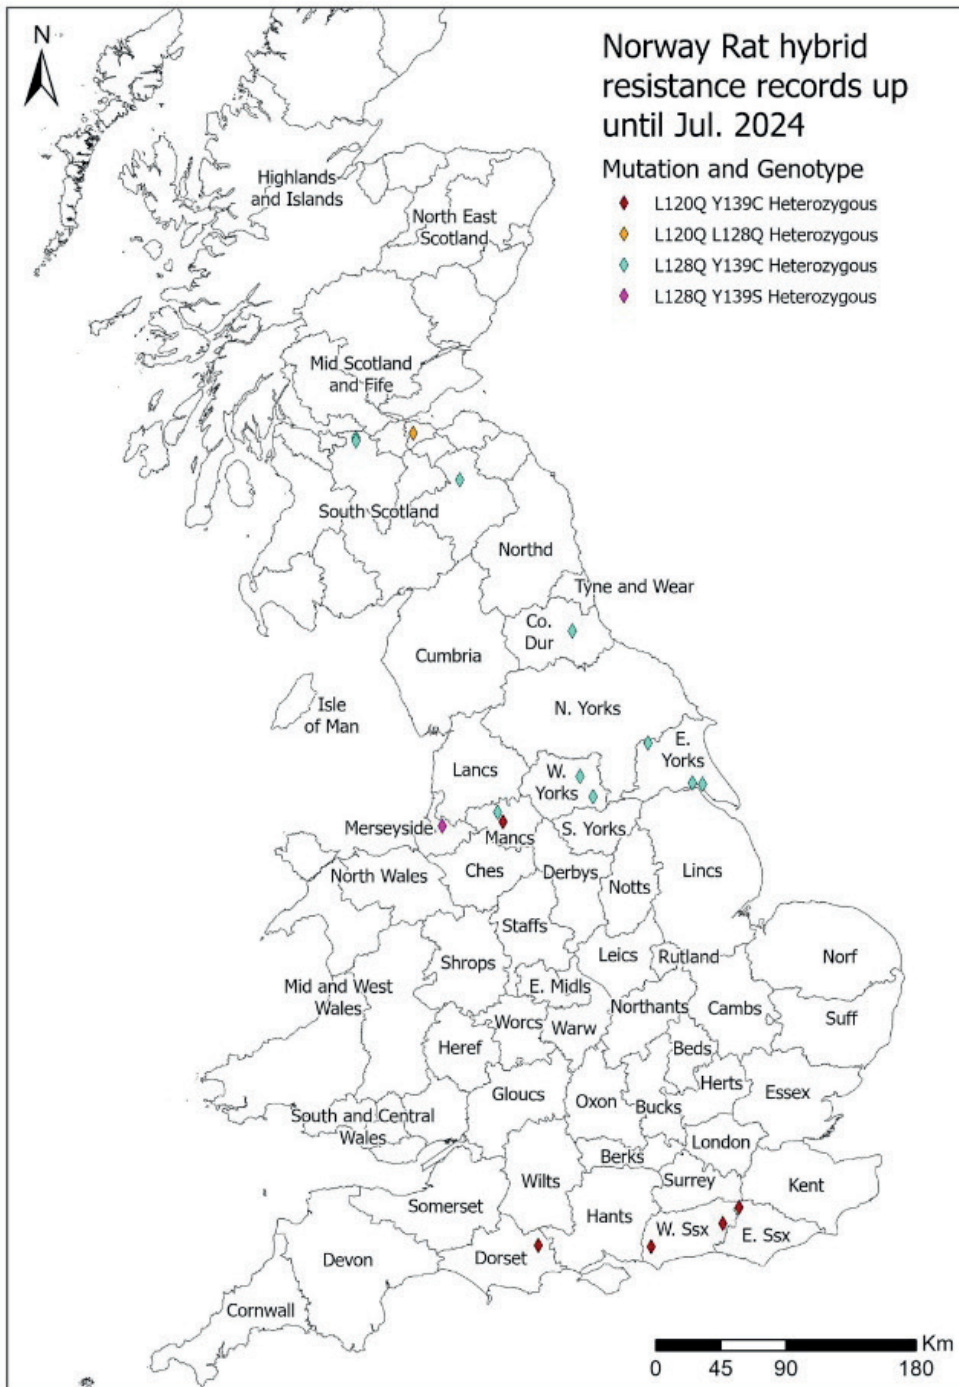 N
Norway Rat hybrid
resistance records up
until Jul. 2024
Mutation and Genotype
L120Q Y139C Heterozygous
L120Q L128Q Heterozygous
L128Q Y139C Heterozygous
L128Q Y139S Heterozygous
Highlands
and Islands
North East
Scotland
Mid Scotland
and Fife
South Scotland
Northd
Tyne and Wear
Co.
Dur
Cumbria
Isle
of Man
N. Yorks
E.
Yorks
Lancs
W.
Yorks
Merseyside
Mancs
S. Yorks
North Wales
Ches
Derbys
Notts
Lincs
Staffs
Shrops
Leics
Rutland
Norf
Mid and West
Wales
E. Midls
Northants
Cambs
Suff
Worcs
Warw
Heref
Beds
Herts
Essex
Gloucs
Oxon
Bucks
South and Central
Wales
London
Berks
Wilts
Surrey
Kent
Somerset
Hants
W. Ssx
E. Ssx
Devon
Dorset
Cornwall
Km
0 45 90 180